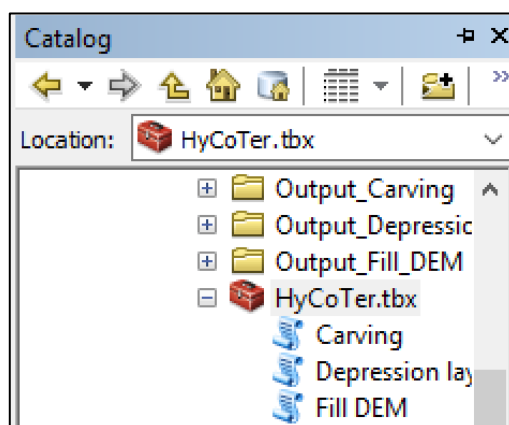 Catalog
Location: HyCoTer.tbx
Output_Carving
Output_Depressic
Output_Fill_DEM
HyCoTer.tbx
Carving
Depression lay
Fill DEM